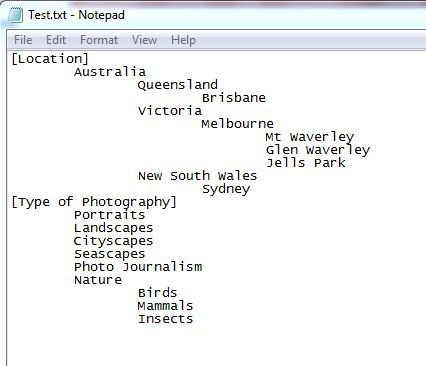 Test.txt - Notepad
File Edit Format View Help
[Location]
Australia
Queensland
Brisbane
Victoria
Melbourne
Mt Waverley
Glen Waverley
Jells Park
New South Wales
Sydney
[Type of Photography]
Portraits
Landscapes
Cityscapes
Seascapes
Photo Journalism
Nature
Birds
Mammals
Insects